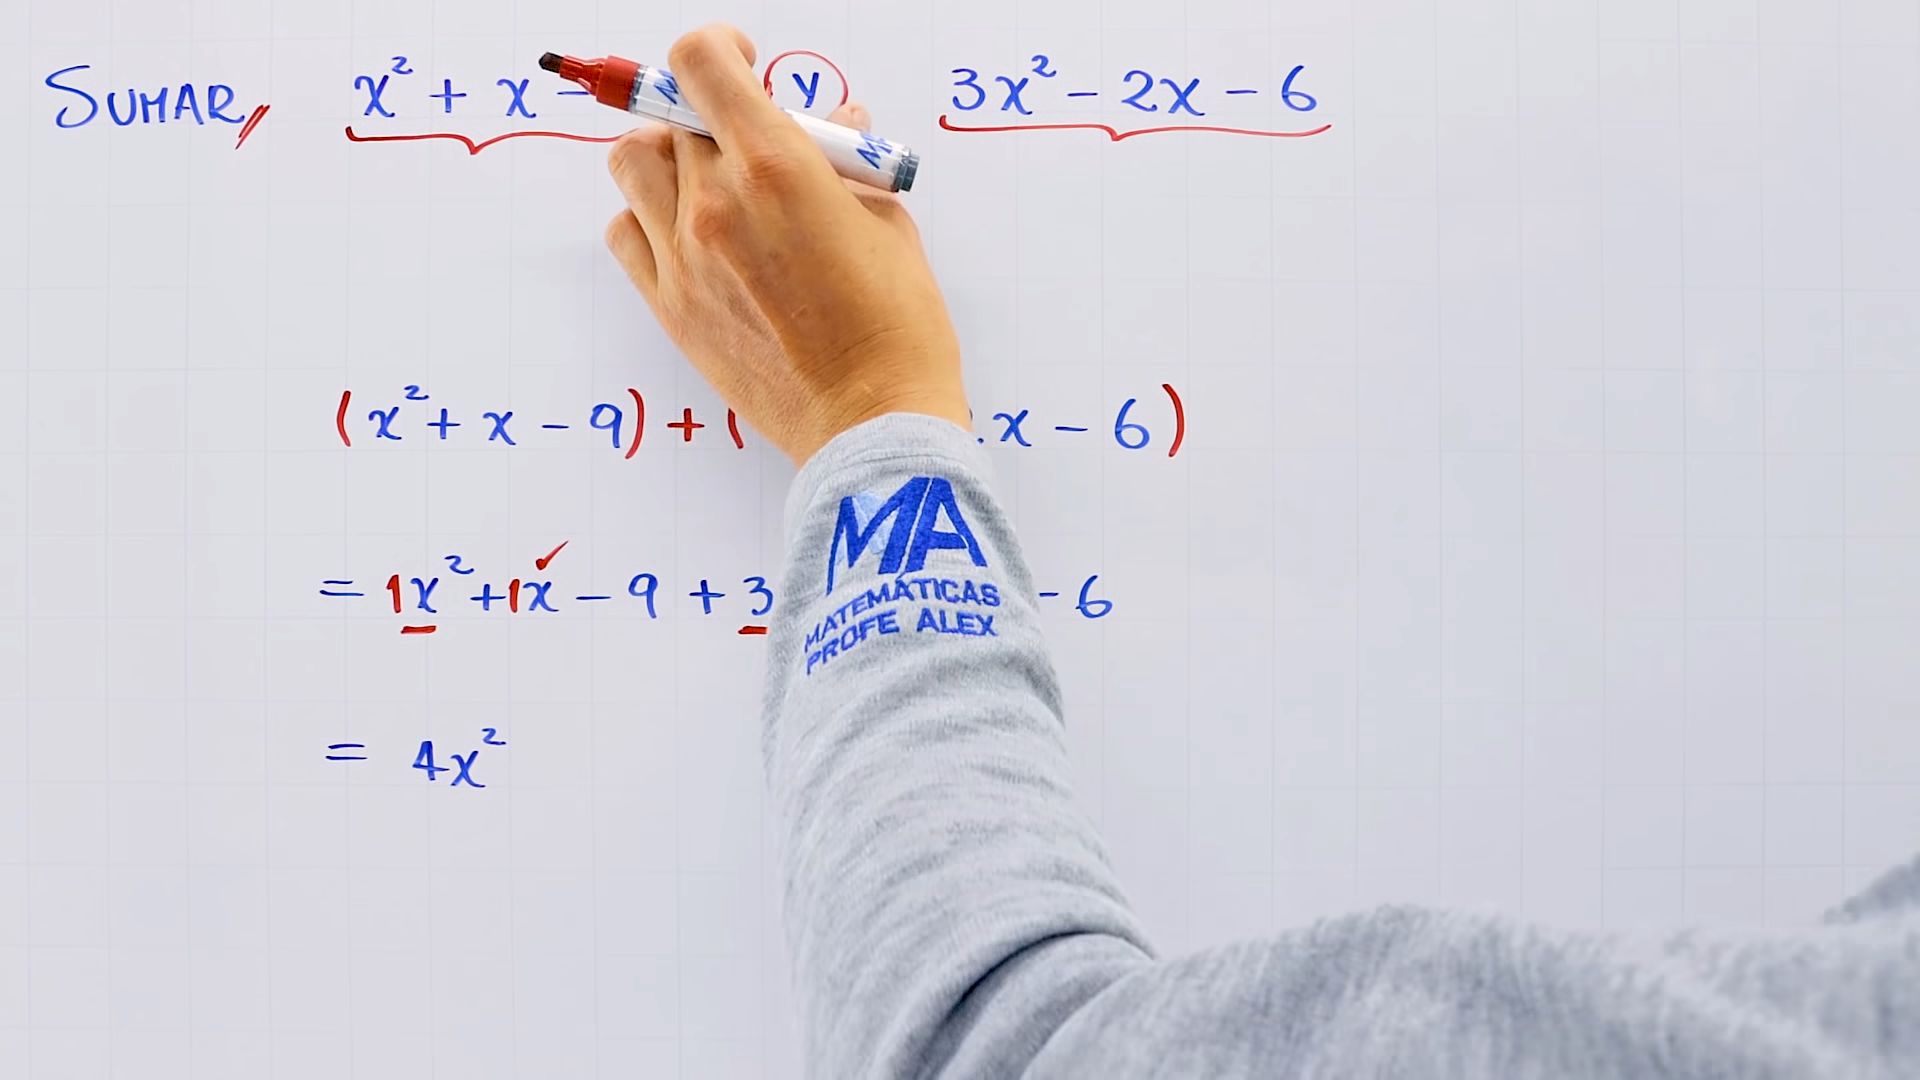 SUMAR, x² + x - y 3x² - 2x - 6
(x² + x - 9) + ( x - 6)
= 1x² + 1x - 9 + 3 - 6
= 4x²
MA
MATEMÁTICAS
PROFE ALEX